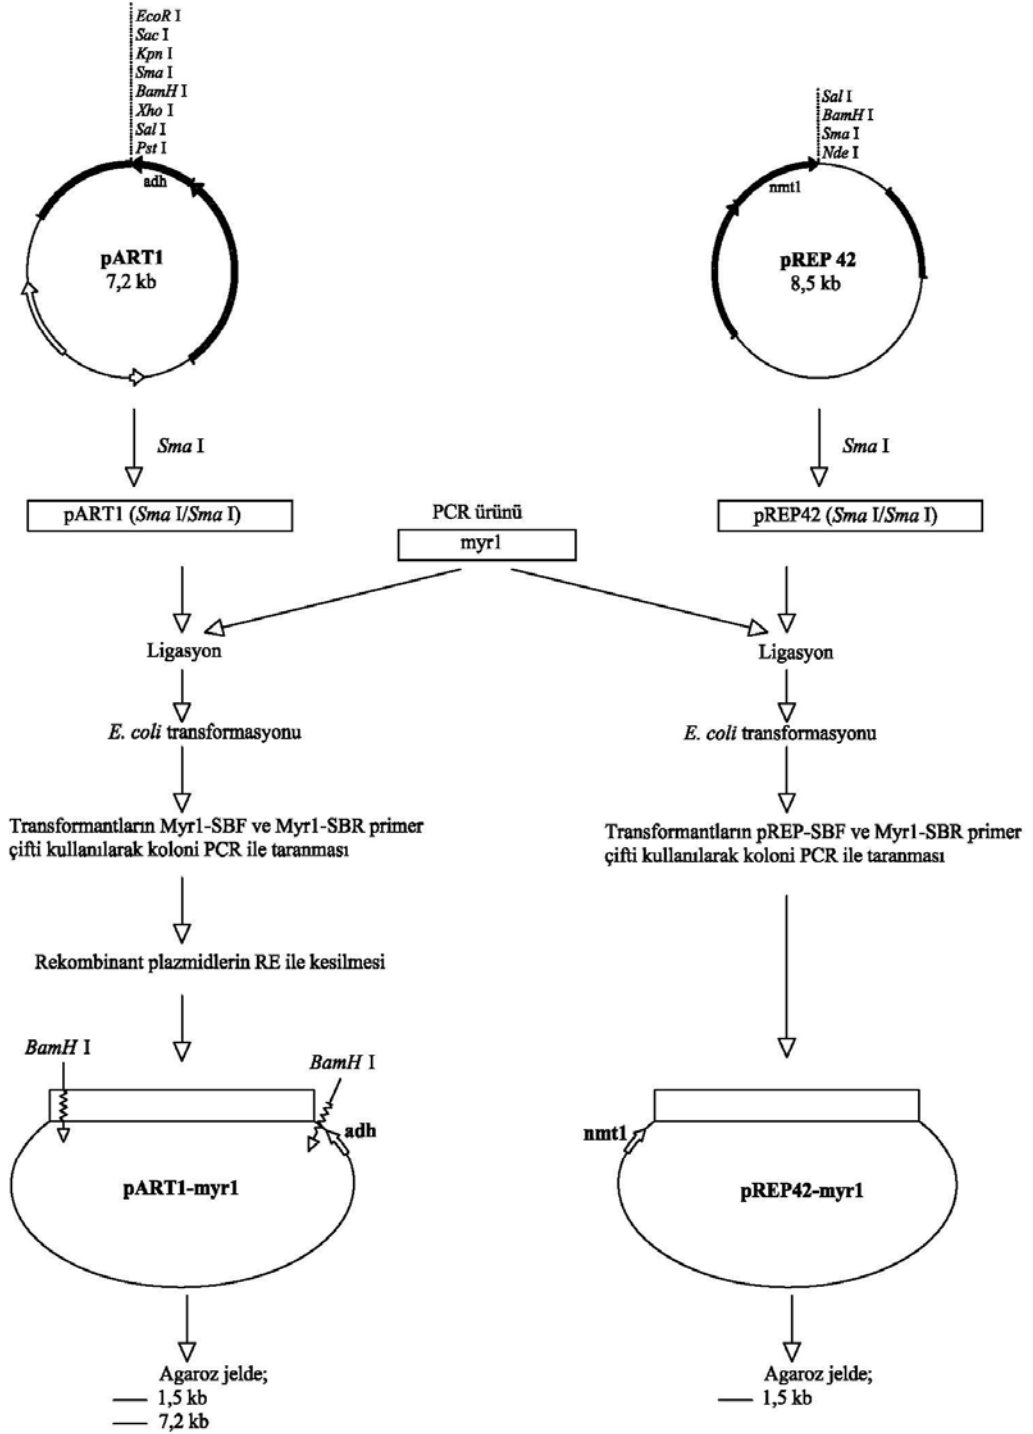 EcoR I
Sac I
Kpn I
Sma I
BamH I
Xho I
Sal I
Pst I
adh
pART1
7,2 kb
Sal I
BamH I
Sma I
Nde I
nmt1
pREP 42
8,5 kb
Sma I
Sma I
pART1 (Sma I/Sma I)
PCR ürünü
myr1
pREP42 (Sma I/Sma I)
Ligasyon
Ligasyon
E. coli transformasyonu
E. coli transformasyonu
Transformantların Myr1-SBF ve Myr1-SBR primer
çifti kullanılarak koloni PCR ile taranması
Transformantların pREP-SBF ve Myr1-SBR primer
çifti kullanılarak koloni PCR ile taranması
Rekombinant plazmidlerin RE ile kesilmesi
BamH I
BamH I
adh
pART1-myr1
nmt1
pREP42-myr1
Agaroz jelde;
1,5 kb
7,2 kb
Agaroz jelde;
1,5 kb